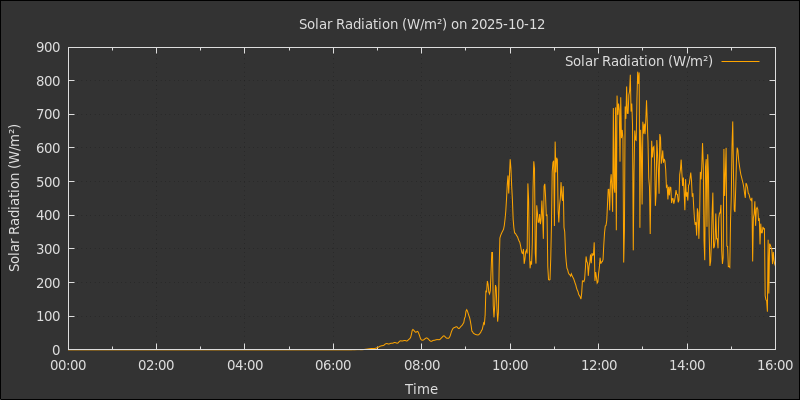 Solar Radiation (W/m²) on 2025-10-12
Solar Radiation (W/m²)
Solar Radiation (W/m²)
900
800
700
600
500
400
300
200
100
0
00:00 02:00 04:00 06:00 08:00 10:00 12:00 14:00 16:00
Time